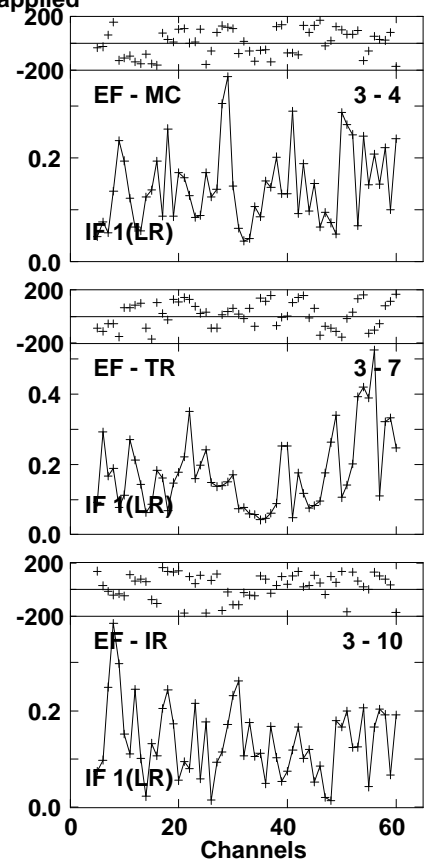 applied
200
-200
EF - MC 3 - 4
0.2
IF 1(LR)
0.0
200
-200
EF - TR 3 - 7
0.4
0.2
IF 1(LR)
0.0
200
-200
EF - IR 3 - 10
0.2
IF 1(LR)
0.0
0 20 40 60
Channels